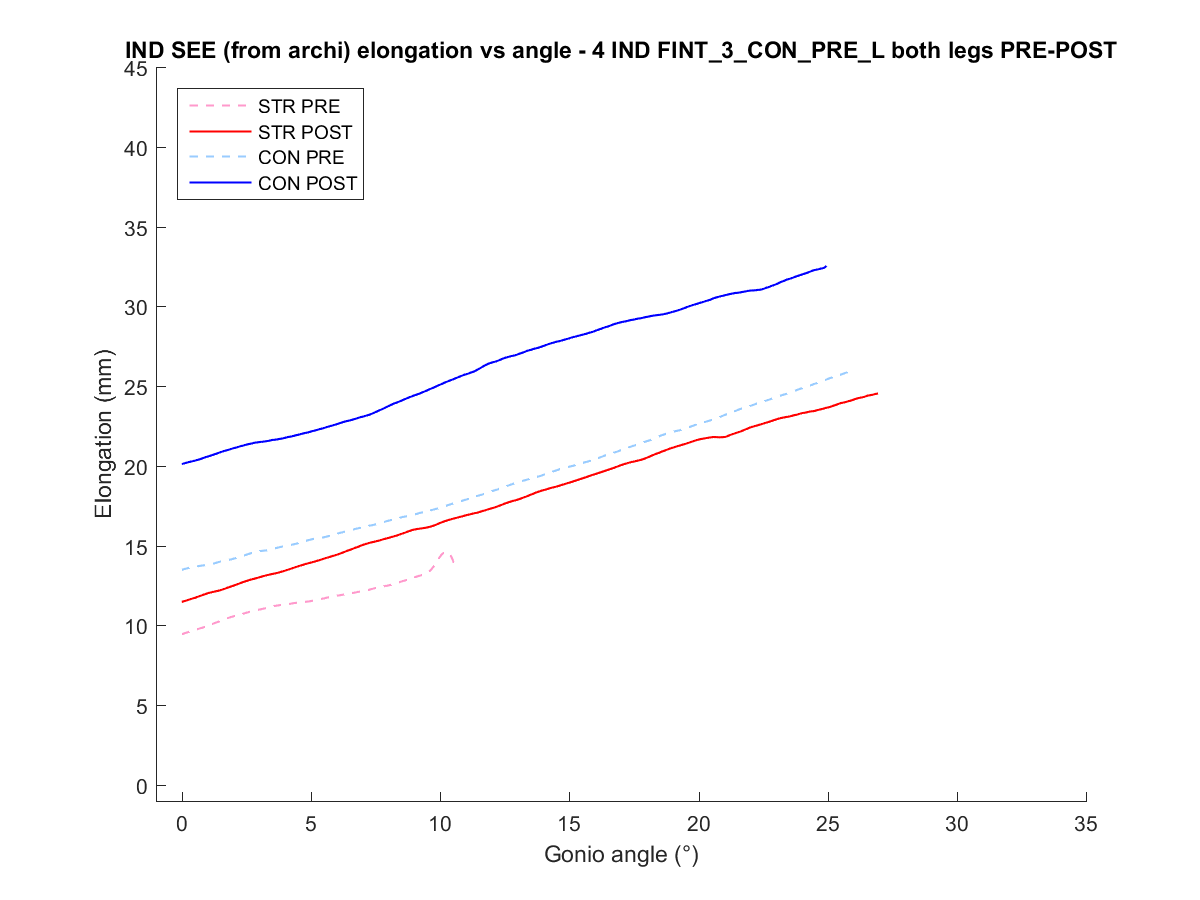 IND SEE (from archi) elongation vs angle - 4 IND FINT_3_CON_PRE_L both legs PRE-POST
45
40
35
30
25
20
15
10
5
0
Elongation (mm)
STR PRE
STR POST
CON PRE
CON POST
0 5 10 15 20 25 30 35
Gonio angle (°)